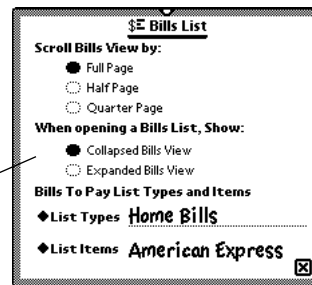 Bills List
Scroll Bills View by:
Full Page
Half Page
Quarter Page
When opening a Bills List, Show:
Collapsed Bills View
Expanded Bills View
Bills To Pay List Types and Items
◆List Types Home Bills
◆List Items American Express